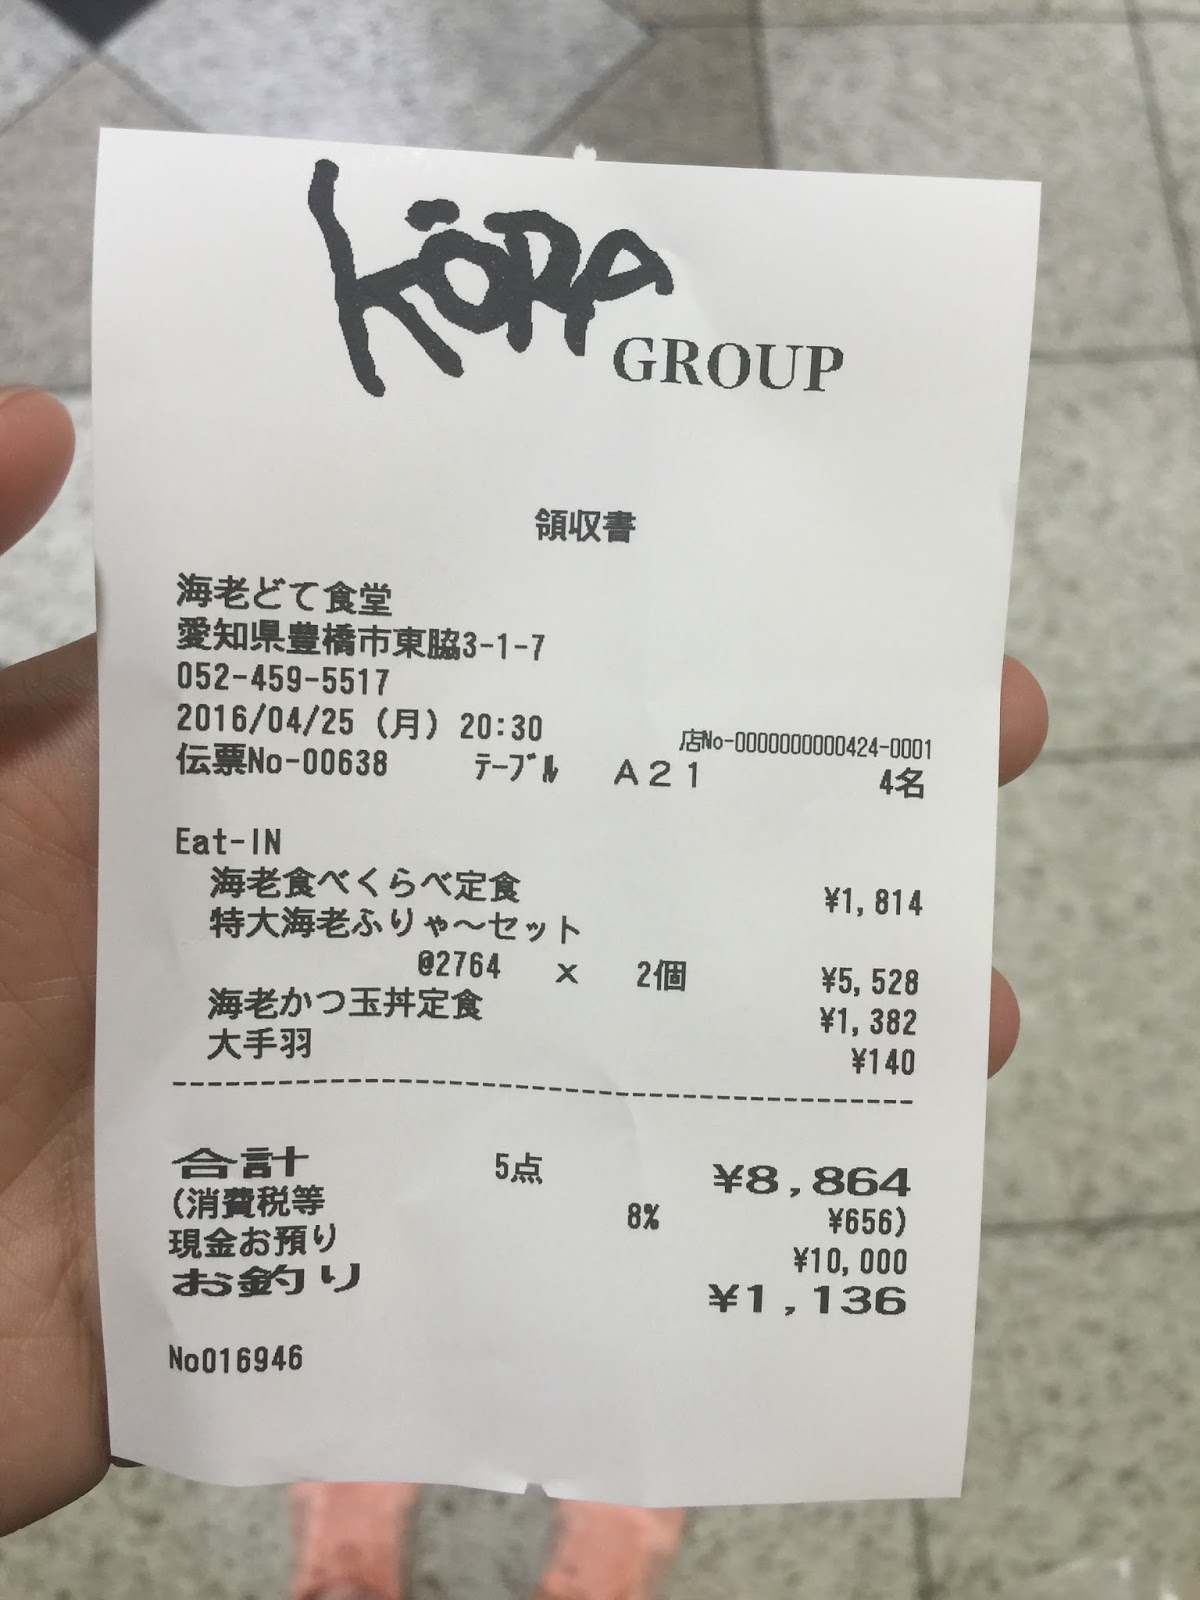 KöRA GROUP
領収書
海老どて食堂
愛知県豊橋市東脇3-1-7
052-459-5517
2016/04/25 (月) 20:30
店No-0000000000424-0001
伝票No-00638 ﾃｰﾌﾞﾙ A21 4名
Eat-IN
海老食べくらべ定食 ¥1,814
特大海老ふりゃ〜セット
@2764 x 2個 ¥5,528
海老かつ玉丼定食 ¥1,382
大手羽 ¥140
合計 5点 ¥8,864
(消費税等 8% ¥656)
現金お預り ¥10,000
お釣り ¥1,136
No016946